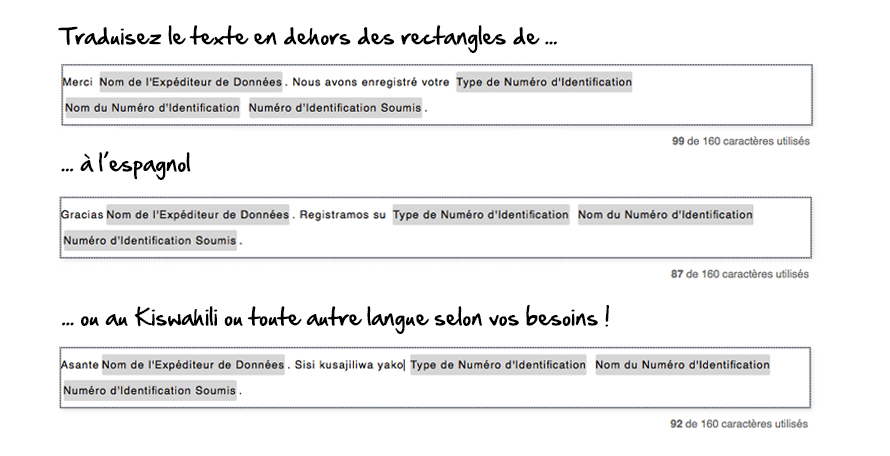 Traduisez le texte en dehors des rectangles de ...
Merci Nom de l'Expéditeur de Données . Nous avons enregistré votre Type de Numéro d'Identification
Nom du Numéro d'Identification Numéro d'Identification Soumis .
99 de 160 caractères utilisés
... à l'espagnol
Gracias Nom de l'Expéditeur de Données . Registramos su Type de Numéro d'Identification Nom du Numéro d'Identification
Numéro d'Identification Soumis .
87 de 160 caractères utilisés
... ou au Kiswahili ou toute autre langue selon vos besoins !
Asante Nom de l'Expéditeur de Données . Sisi kusajiliwa yako Type de Numéro d'Identification Nom du Numéro d'Identification
Numéro d'Identification Soumis .
92 de 160 caractères utilisés